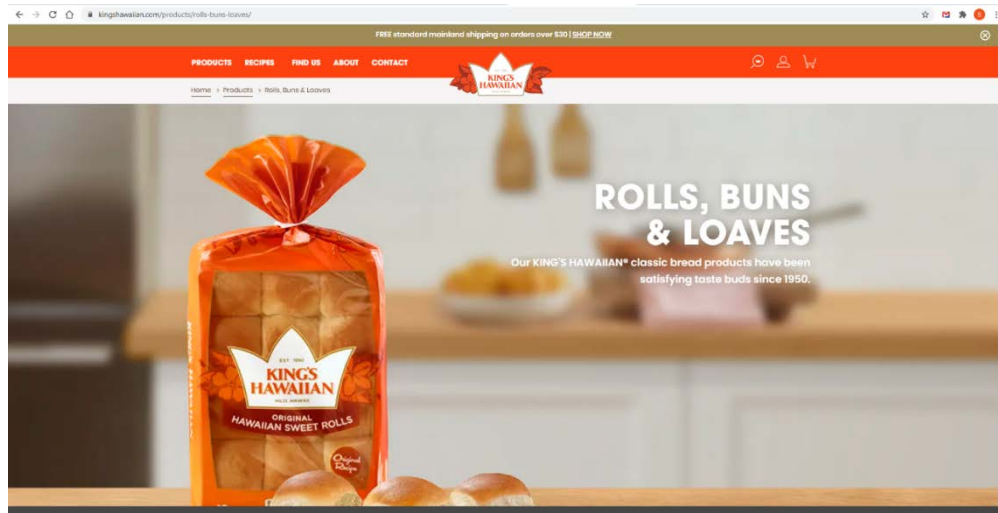 kingshawaiian.com/products/rolls-buns-loaves/
FREE standard mainland shipping on orders over $30 | SHOP NOW
PRODUCTS RECIPES FIND US ABOUT CONTACT
KING'S
HAWAIIAN
Home > Products > Rolls, Buns & Loaves
ROLLS, BUNS
& LOAVES
Our KING'S HAWAIIAN® classic bread products have been
satisfying taste buds since 1950.
EST 1950
KING'S
HAWAIIAN
ORIGINAL
HAWAIIAN SWEET ROLLS
Original
Recipe